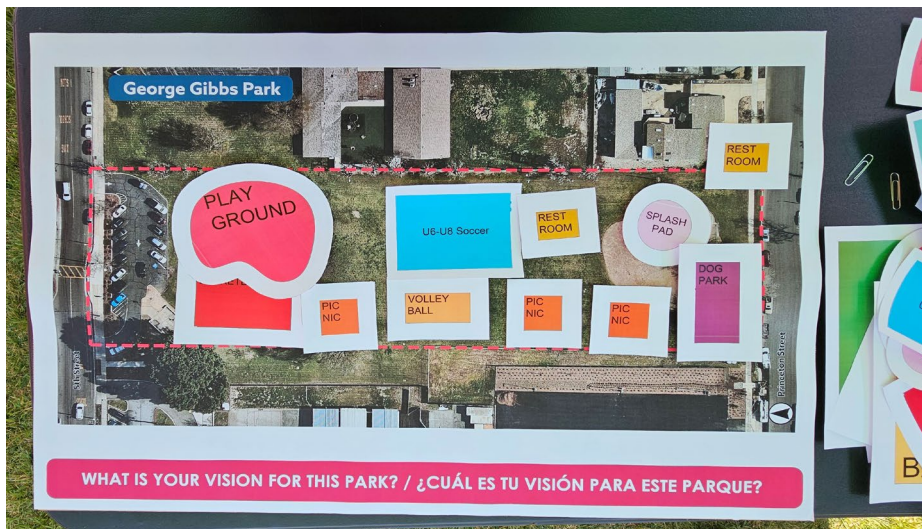 George Gibbs Park
PLAY
GROUND
U6-U8 Soccer
REST
ROOM
SPLASH
PAD
REST
ROOM
DOG
PARK
PIC
NIC
VOLLEY
BALL
PIC
NIC
PIC
NIC
Princeton Street
WHAT IS YOUR VISION FOR THIS PARK? / ¿CUÁL ES TU VISIÓN PARA ESTE PARQUE?
B